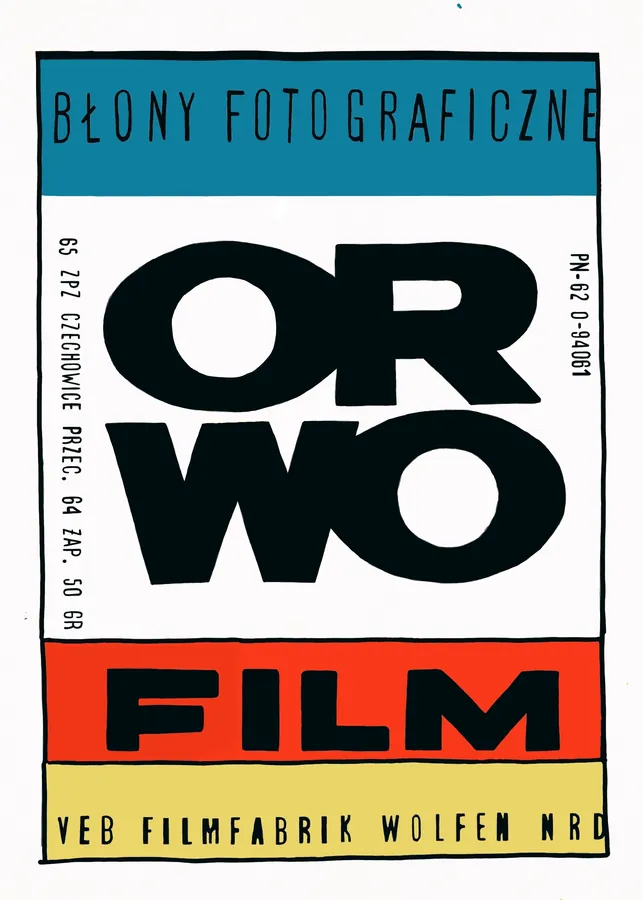 BŁONY FOTOGRAFICZNE
65 ZPZ CZECHOWICE PRZEC. 64 ZAP. 50 GR
PN-62 O-94061
OR
WO
FILM
VEB FILMFABRIK WOLFEN NRD